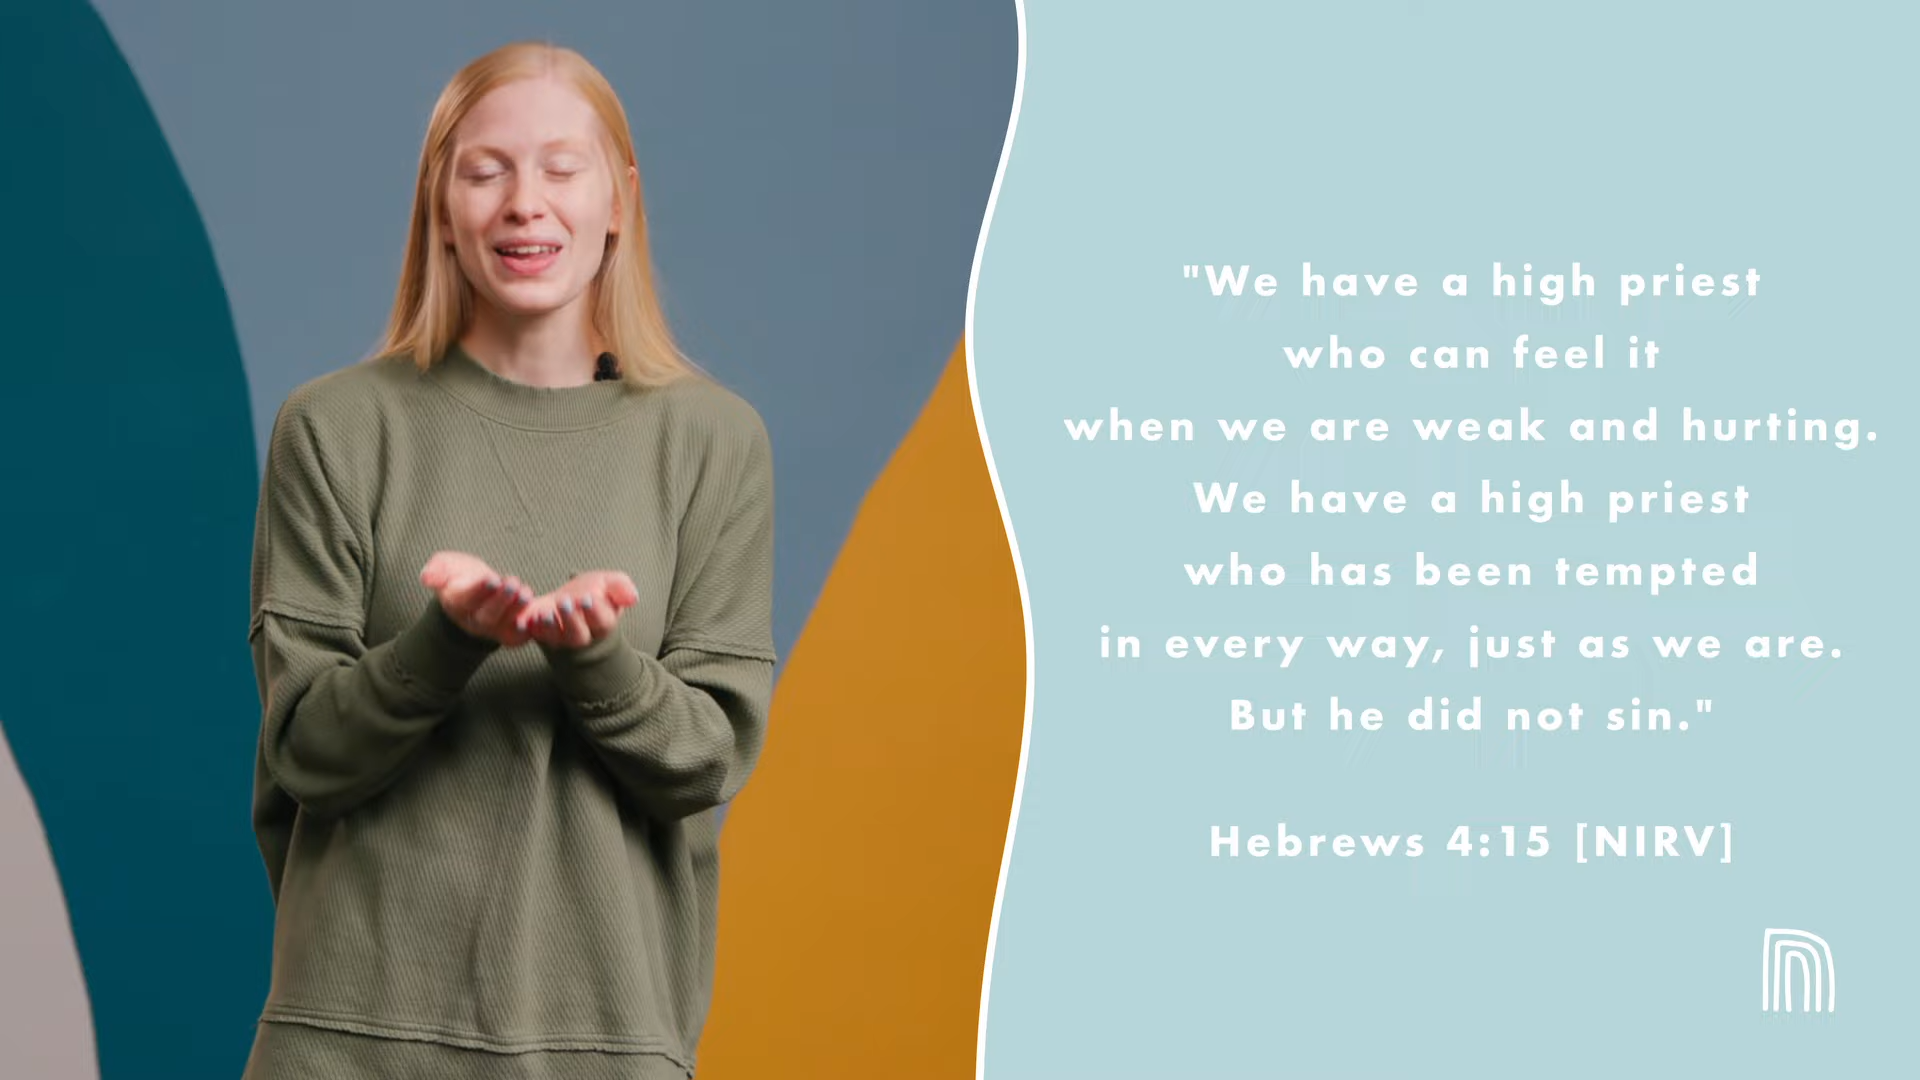 "We have a high priest
who can feel it
when we are weak and hurting.
We have a high priest
who has been tempted
in every way, just as we are.
But he did not sin."
Hebrews 4:15 [NIRV]